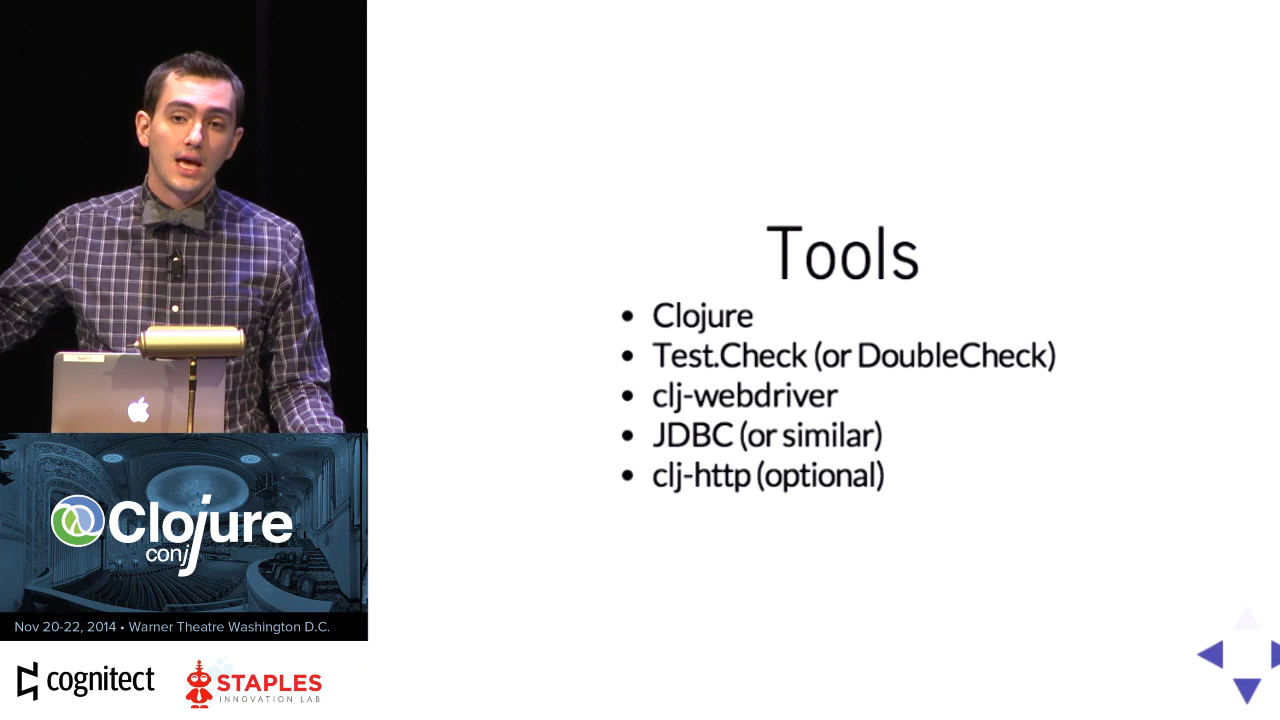 Tools
• Clojure
• Test.Check (or DoubleCheck)
• clj-webdriver
• JDBC (or similar)
• clj-http (optional)
Clojure
conj
Nov 20-22, 2014 • Warner Theatre Washington D.C.
cognitect
STAPLES
INNOVATION LAB